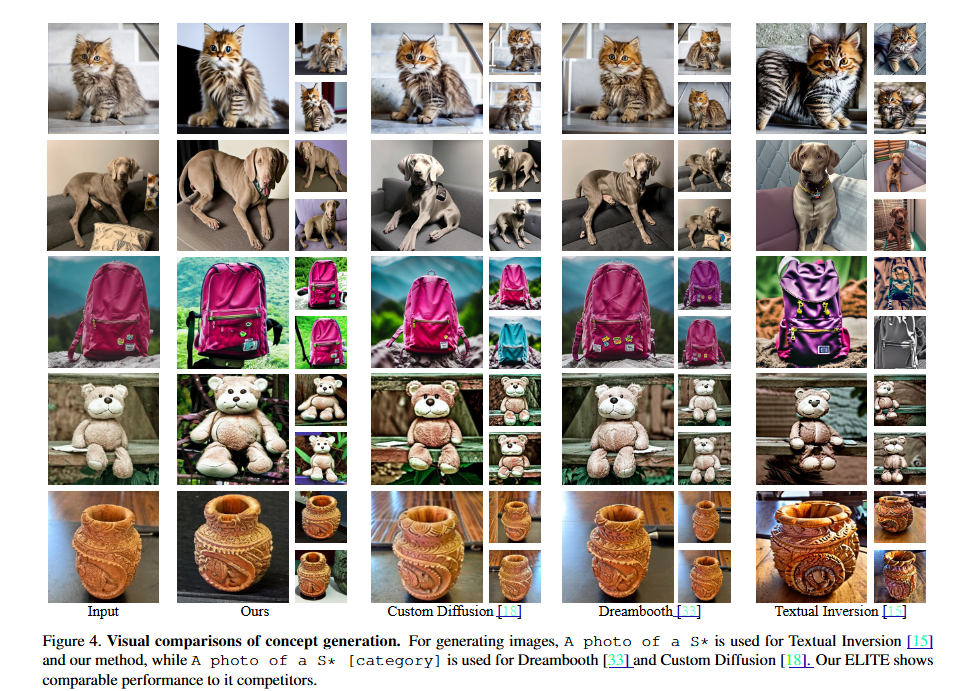 Input Ours Custom Diffusion [18] Dreambooth [33] Textual Inversion [15]
Figure 4. Visual comparisons of concept generation. For generating images, A photo of a S* is used for Textual Inversion [15]
and our method, while A photo of a S* [category] is used for Dreambooth [33] and Custom Diffusion [18]. Our ELITE shows
comparable performance to it competitors.